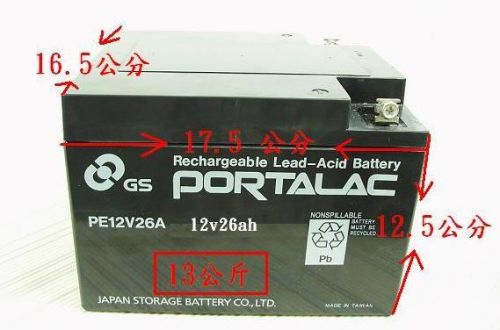 16.5公分
17.5 公分
Rechargeable Lead-Acid Battery
GS PORTALAC
12.5公分
PE12V26A 12v26ah
NONSPILLABLE
BATTERY
MUST BE
RECYCLED
Pb
13公斤
JAPAN STORAGE BATTERY CO., LTD.
MADE IN TAIWAN